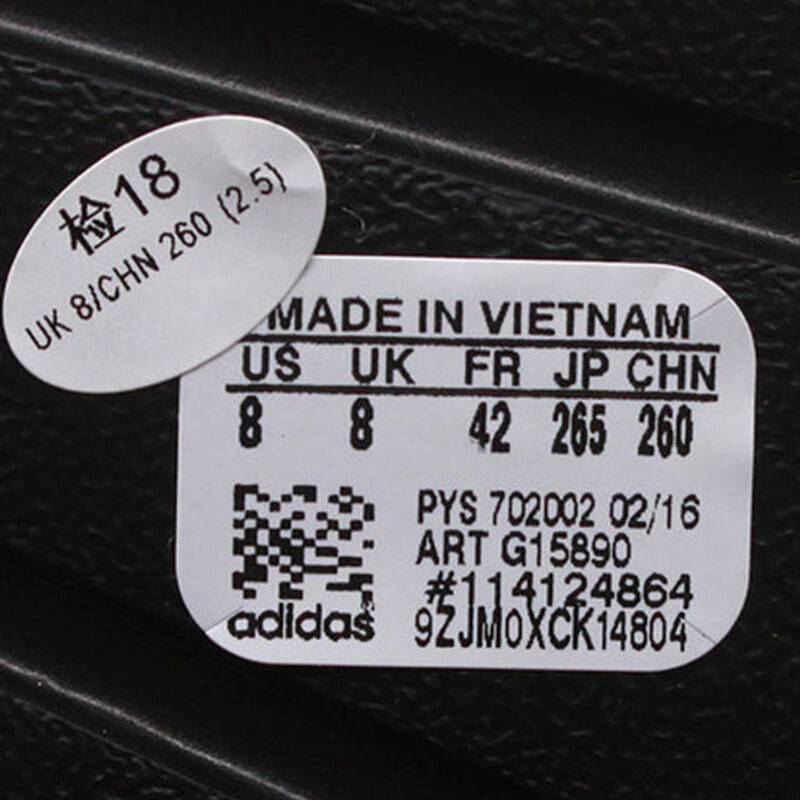 检18
UK 8/CHN 260 (2.5)
MADE IN VIETNAM
US UK FR JP CHN
8 8 42 265 260
PYS 702002 02/16
ART G15890
#114124864
adidas 9ZJM0XCK14804